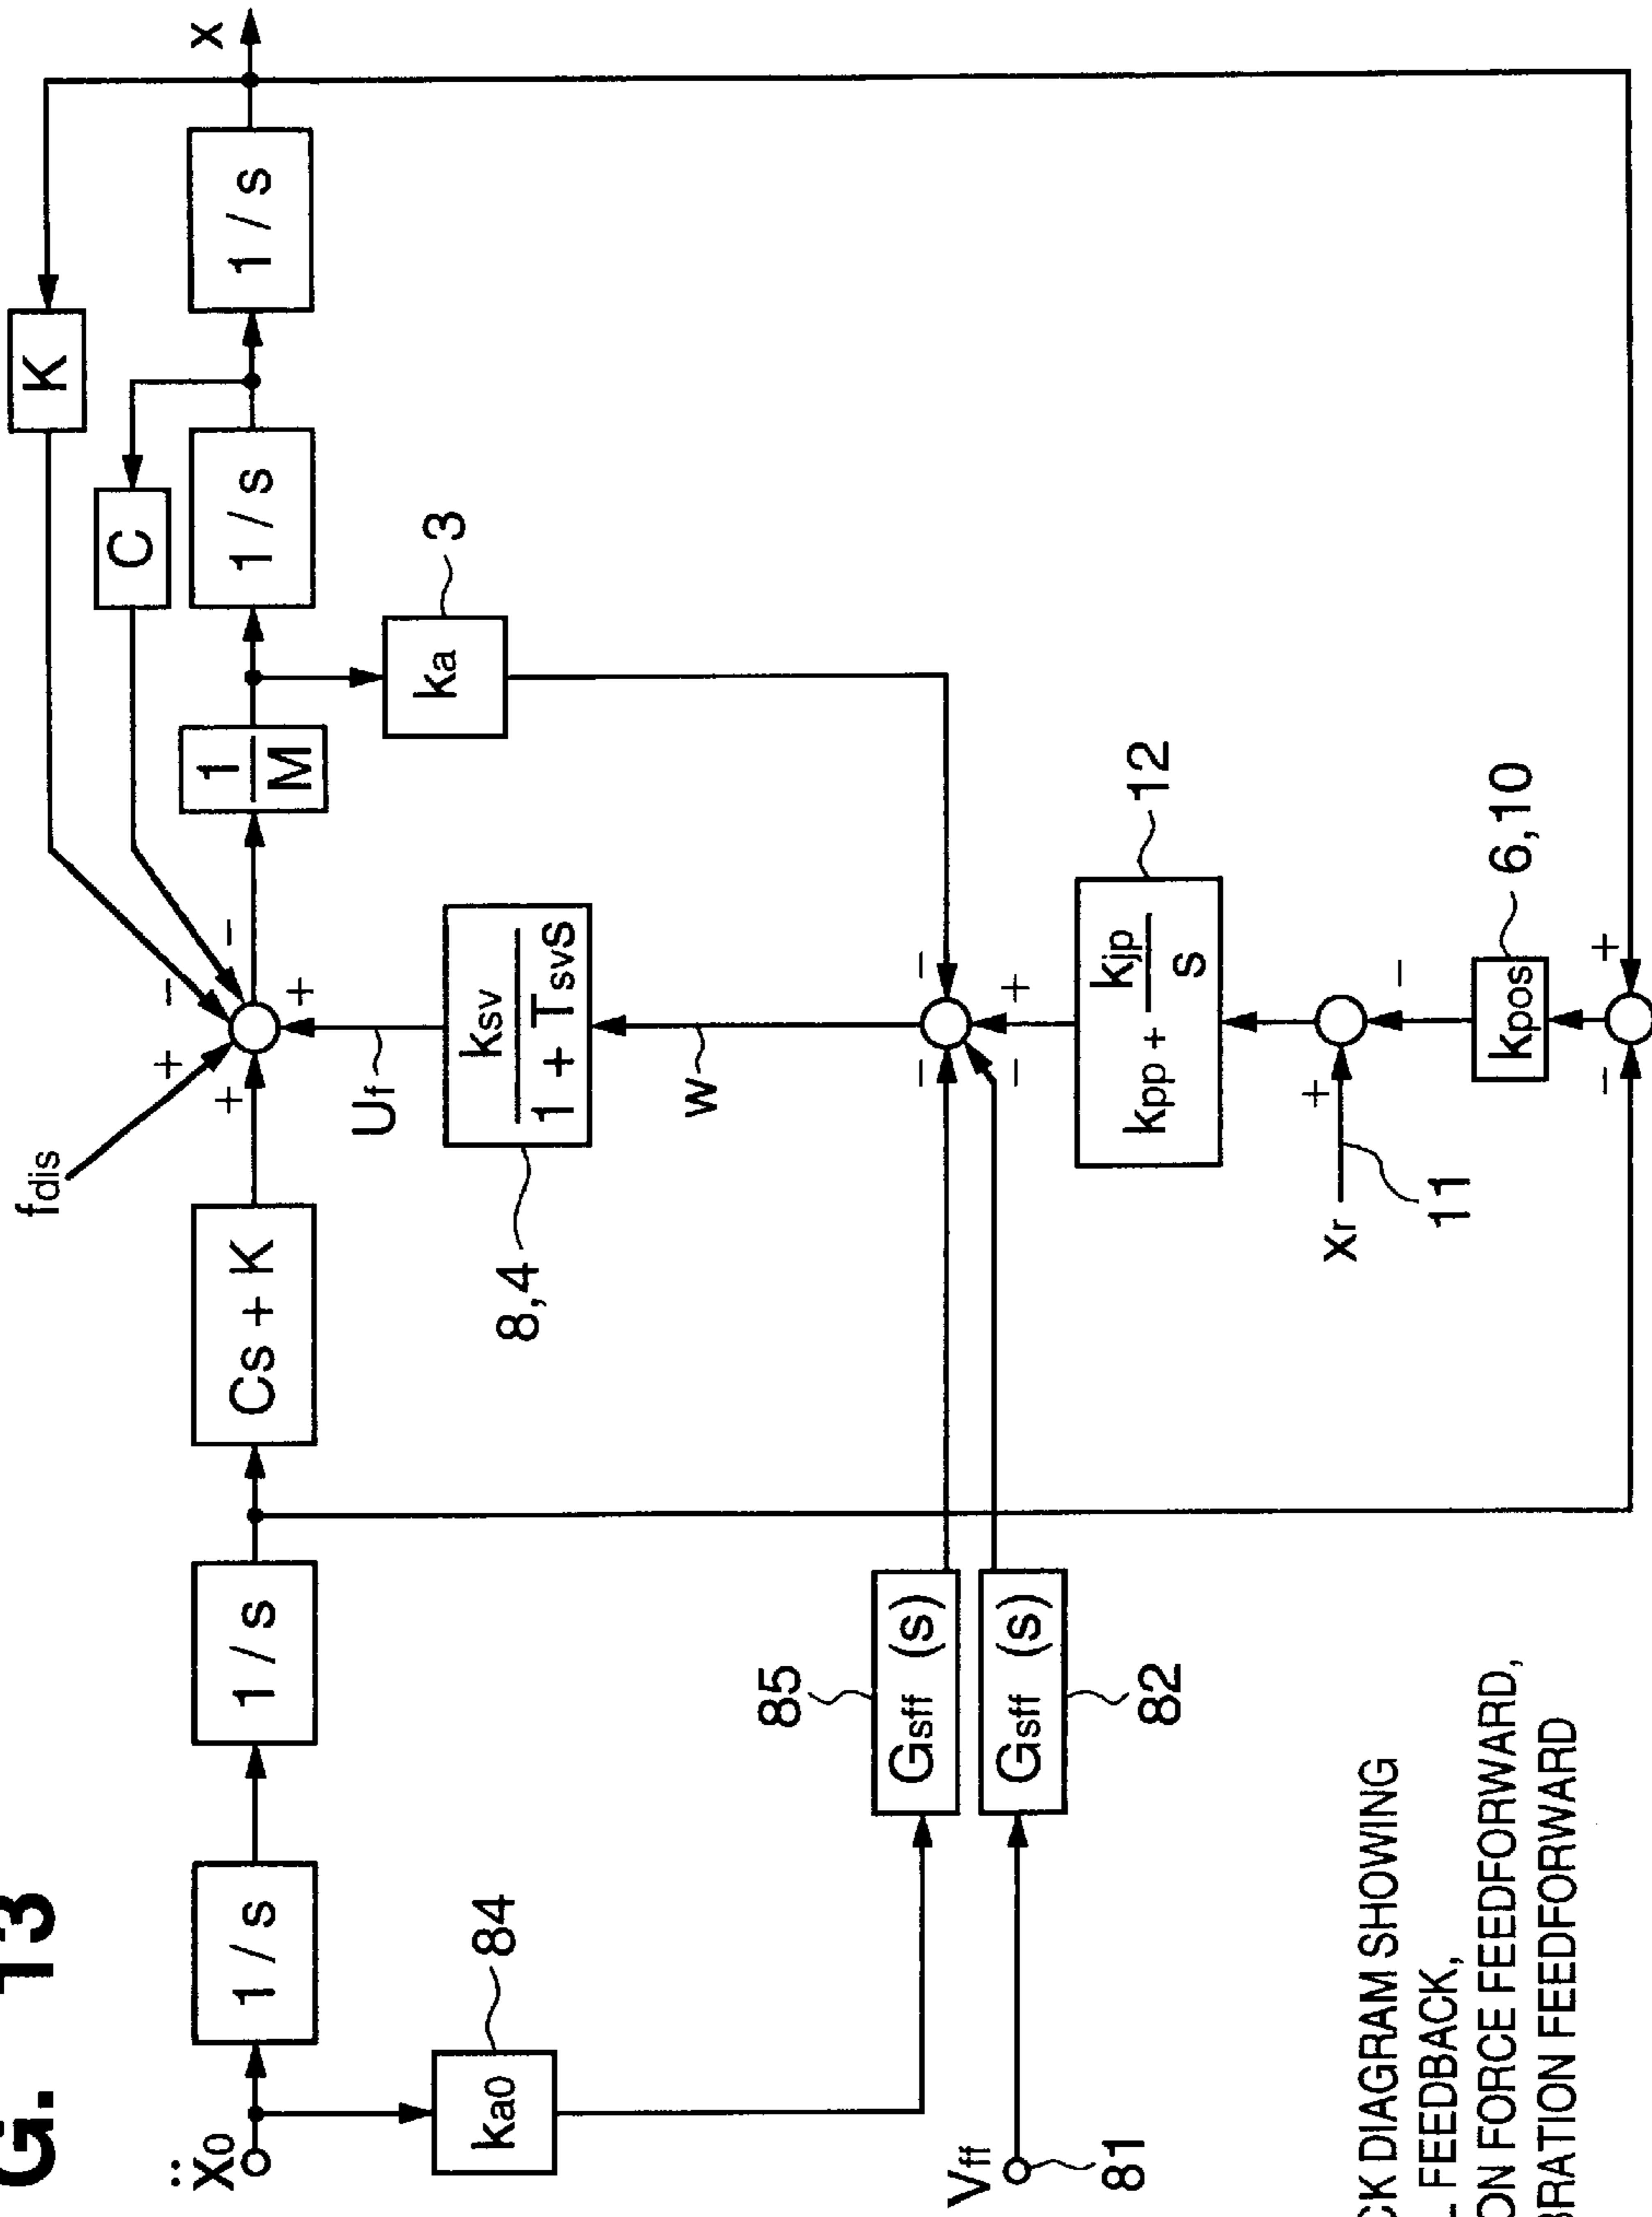 G. 13
ẍ0
1 / s
1 / s
Cs + K
fdis
+
+
-
-
+
1
M
1 / s
1 / s
x
K
C
ka
3
Uf
ksv
1 + Tsvs
8,4
w
-
-
-
+
ka0
84
85
Gsff (s)
Gsff (s)
82
Vff
81
kpp +
kjp
s
12
xr
+
-
11
kpos
6,10
-
+
CK DIAGRAM SHOWING
FEEDBACK,
ON FORCE FEEDFORWARD,
BRATION FEEDFORWARD